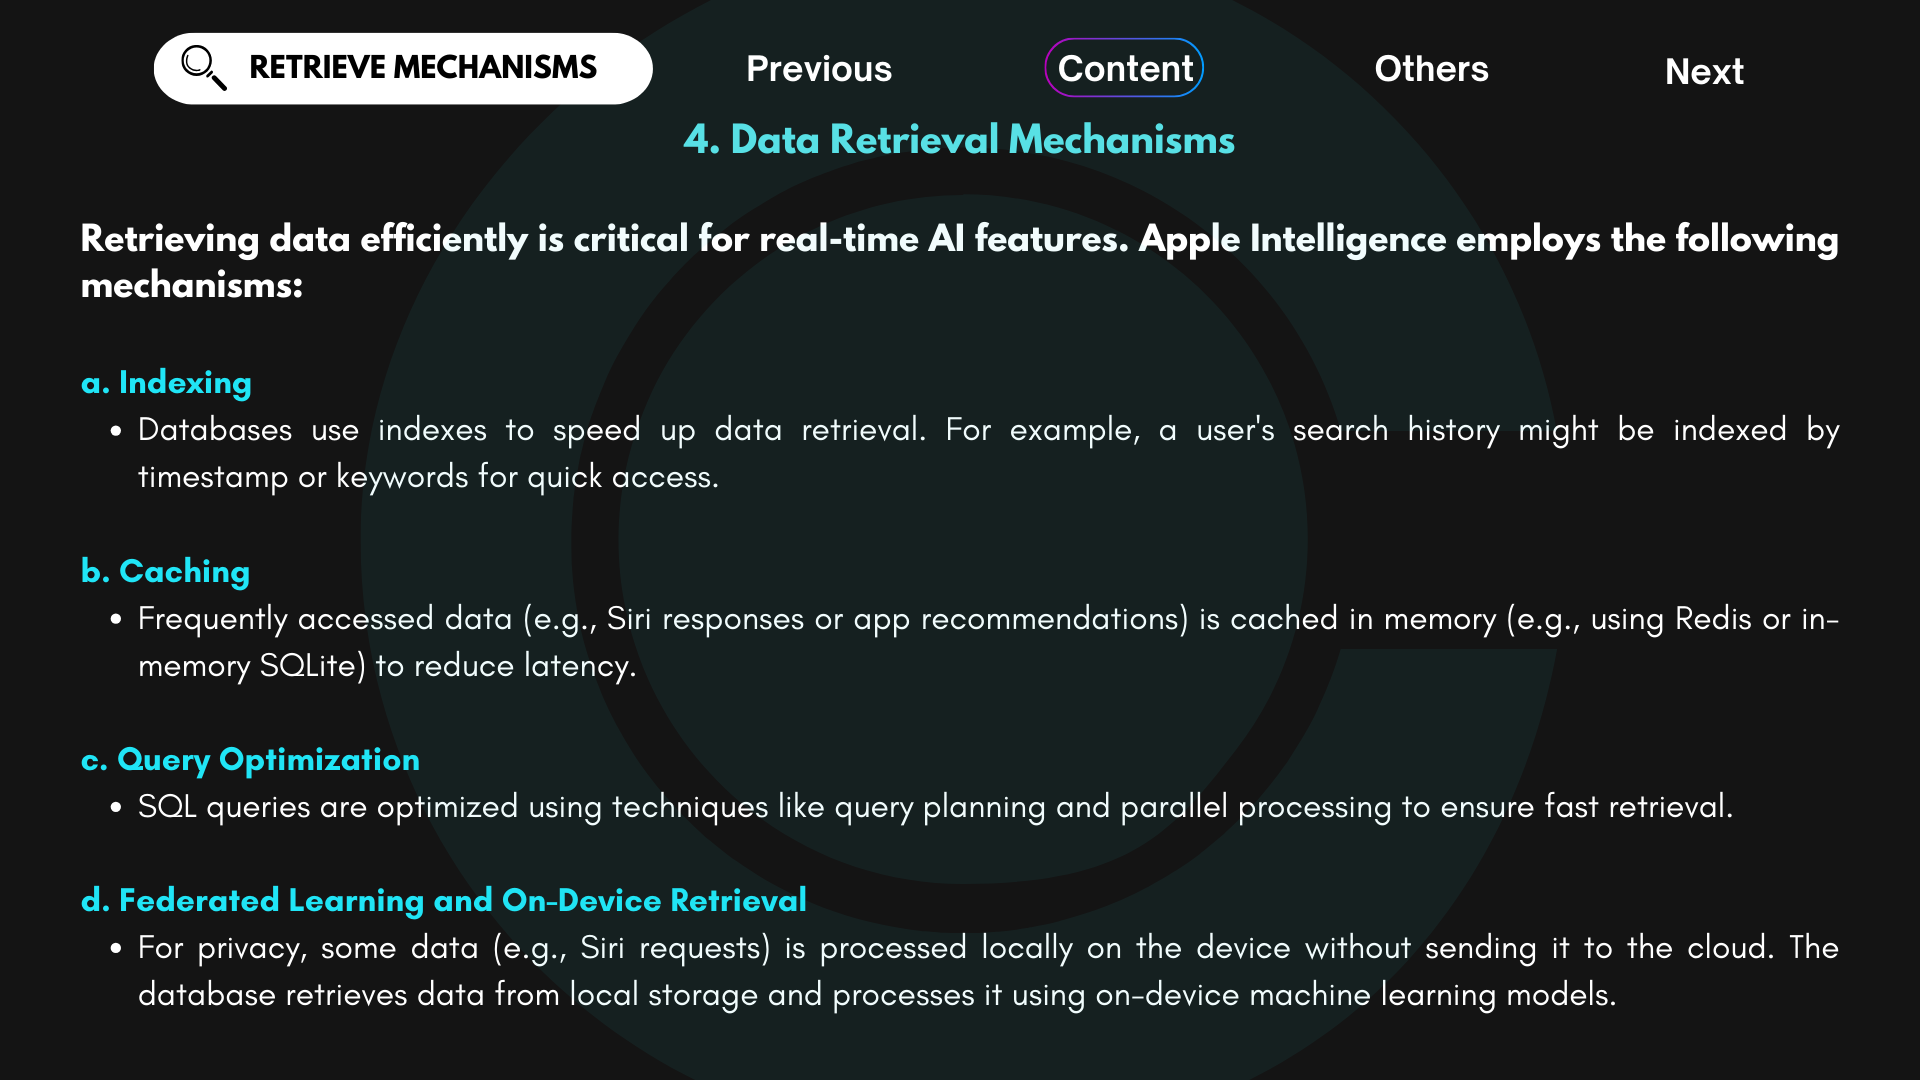 RETRIEVE MECHANISMS
Previous
Content
Others
Next
4. Data Retrieval Mechanisms
Retrieving data efficiently is critical for real-time AI features. Apple Intelligence employs the following
mechanisms:
a. Indexing
• Databases use indexes to speed up data retrieval. For example, a user's search history might be indexed by
timestamp or keywords for quick access.
b. Caching
• Frequently accessed data (e.g., Siri responses or app recommendations) is cached in memory (e.g., using Redis or in-
memory SQLite) to reduce latency.
c. Query Optimization
• SQL queries are optimized using techniques like query planning and parallel processing to ensure fast retrieval.
d. Federated Learning and On-Device Retrieval
• For privacy, some data (e.g., Siri requests) is processed locally on the device without sending it to the cloud. The
database retrieves data from local storage and processes it using on-device machine learning models.